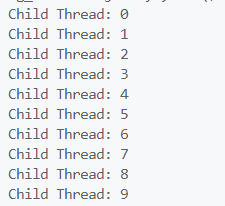 Child Thread: 0
Child Thread: 1
Child Thread: 2
Child Thread: 3
Child Thread: 4
Child Thread: 5
Child Thread: 6
Child Thread: 7
Child Thread: 8
Child Thread: 9